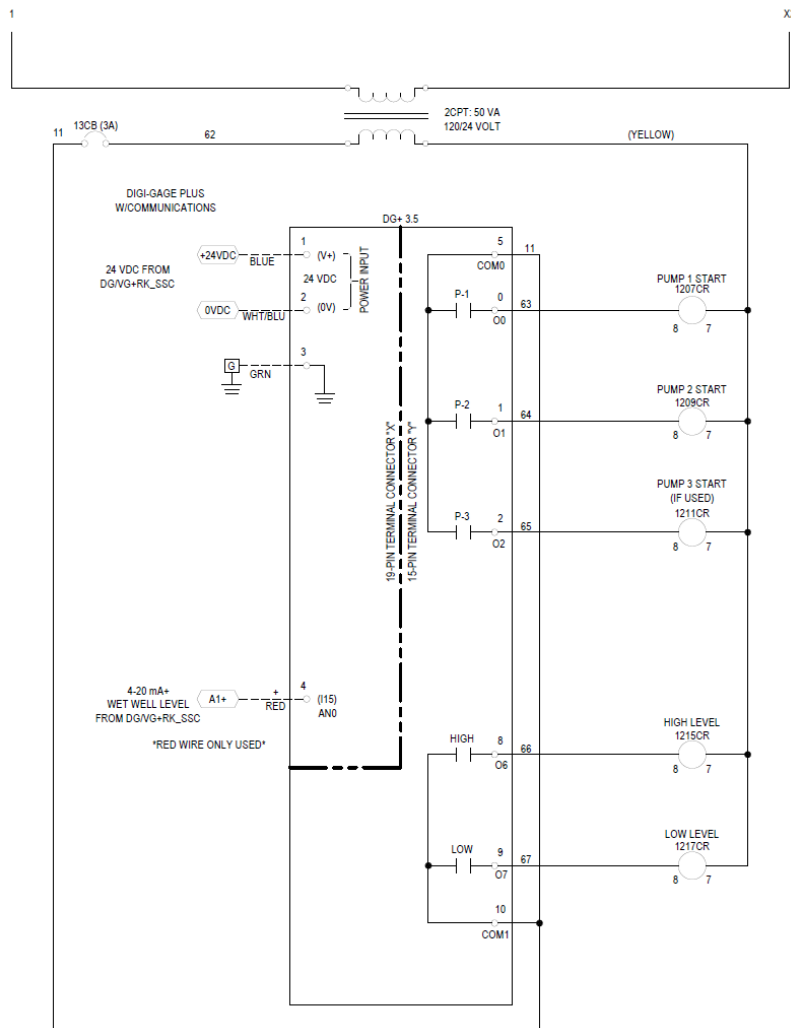 1
X
2CPT: 50 VA
120/24 VOLT
13CB (3A)
11
62
(YELLOW)
DIGI-GAGE PLUS
W/COMMUNICATIONS
DG+ 3.5
24 VDC FROM
DG/VG+RK_SSC
+24VDC
BLUE
1
(V+)
24 VDC
POWER INPUT
0VDC
WHT/BLU
2
(0V)
G
GRN
3
19-PIN TERMINAL CONNECTOR "X"
15-PIN TERMINAL CONNECTOR "Y"
5
COM0
11
P-1
0
O0
63
PUMP 1 START
1207CR
8
7
P-2
1
O1
64
PUMP 2 START
1209CR
8
7
P-3
2
O2
65
PUMP 3 START
(IF USED)
1211CR
8
7
4-20 mA+
WET WELL LEVEL
FROM DG/VG+RK_SSC
A1+
+
RED
4
(I15)
AN0
*RED WIRE ONLY USED*
HIGH
8
O6
66
HIGH LEVEL
1215CR
8
7
LOW
9
O7
67
LOW LEVEL
1217CR
8
7
10
COM1